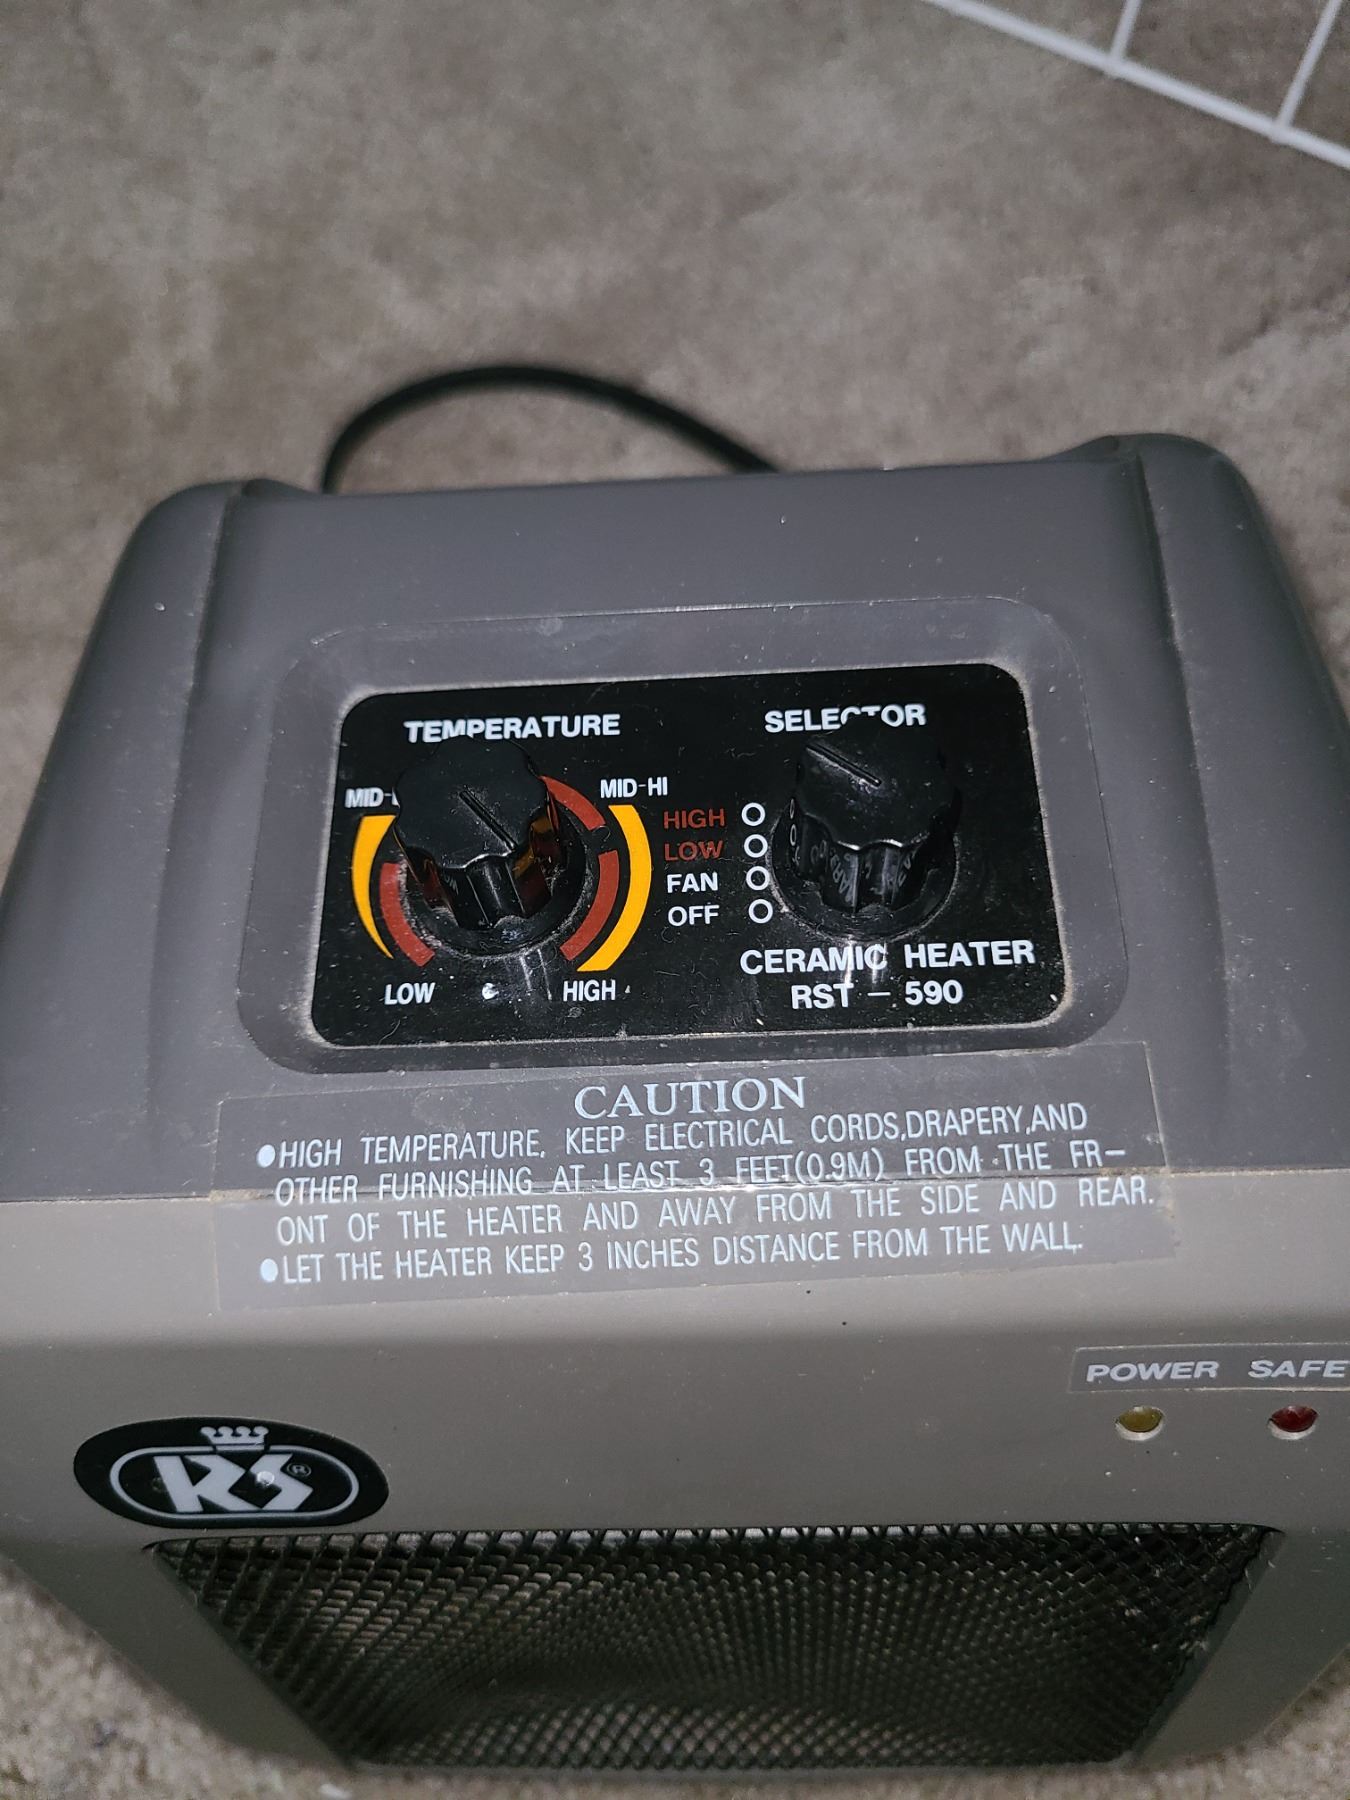 TEMPERATURE
SELECTOR
MID-HI
HIGH
LOW
FAN
OFF
LOW
HIGH
CERAMIC HEATER
RST - 590
CAUTION
●HIGH TEMPERATURE, KEEP ELECTRICAL CORDS,DRAPERY,AND
OTHER FURNISHING AT LEAST 3 FEET(0.9M) FROM THE FR-
ONT OF THE HEATER AND AWAY FROM THE SIDE AND REAR.
●LET THE HEATER KEEP 3 INCHES DISTANCE FROM THE WALL.
POWER SAFE
RS®